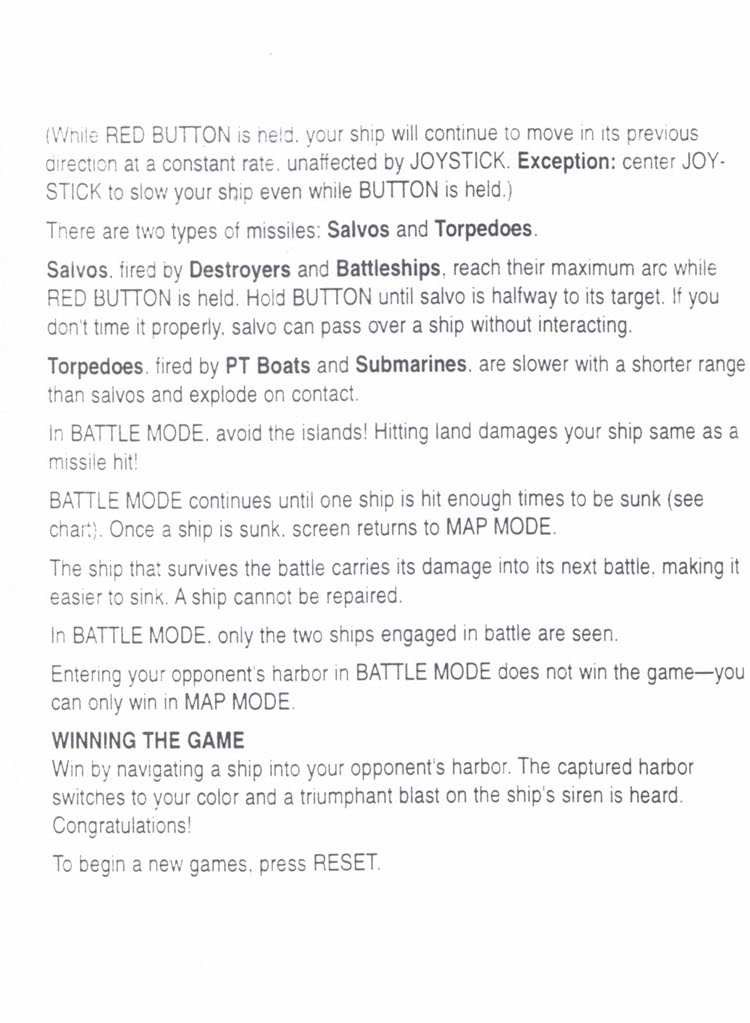 (While RED BUTTON is held, your ship will continue to move in its previous
direction at a constant rate, unaffected by JOYSTICK. Exception: center JOY-
STICK to slow your ship even while BUTTON is held.)
There are two types of missiles: Salvos and Torpedoes.
Salvos, fired by Destroyers and Battleships, reach their maximum arc while
RED BUTTON is held. Hold BUTTON until salvo is halfway to its target. If you
don't time it properly, salvo can pass over a ship without interacting.
Torpedoes, fired by PT Boats and Submarines, are slower with a shorter range
than salvos and explode on contact.
In BATTLE MODE, avoid the islands! Hitting land damages your ship same as a
missile hit!
BATTLE MODE continues until one ship is hit enough times to be sunk (see
chart). Once a ship is sunk, screen returns to MAP MODE.
The ship that survives the battle carries its damage into its next battle, making it
easier to sink. A ship cannot be repaired.
In BATTLE MODE, only the two ships engaged in battle are seen.
Entering your opponent's harbor in BATTLE MODE does not win the game—you
can only win in MAP MODE.
WINNING THE GAME
Win by navigating a ship into your opponent's harbor. The captured harbor
switches to your color and a triumphant blast on the ship's siren is heard.
Congratulations!
To begin a new games, press RESET.